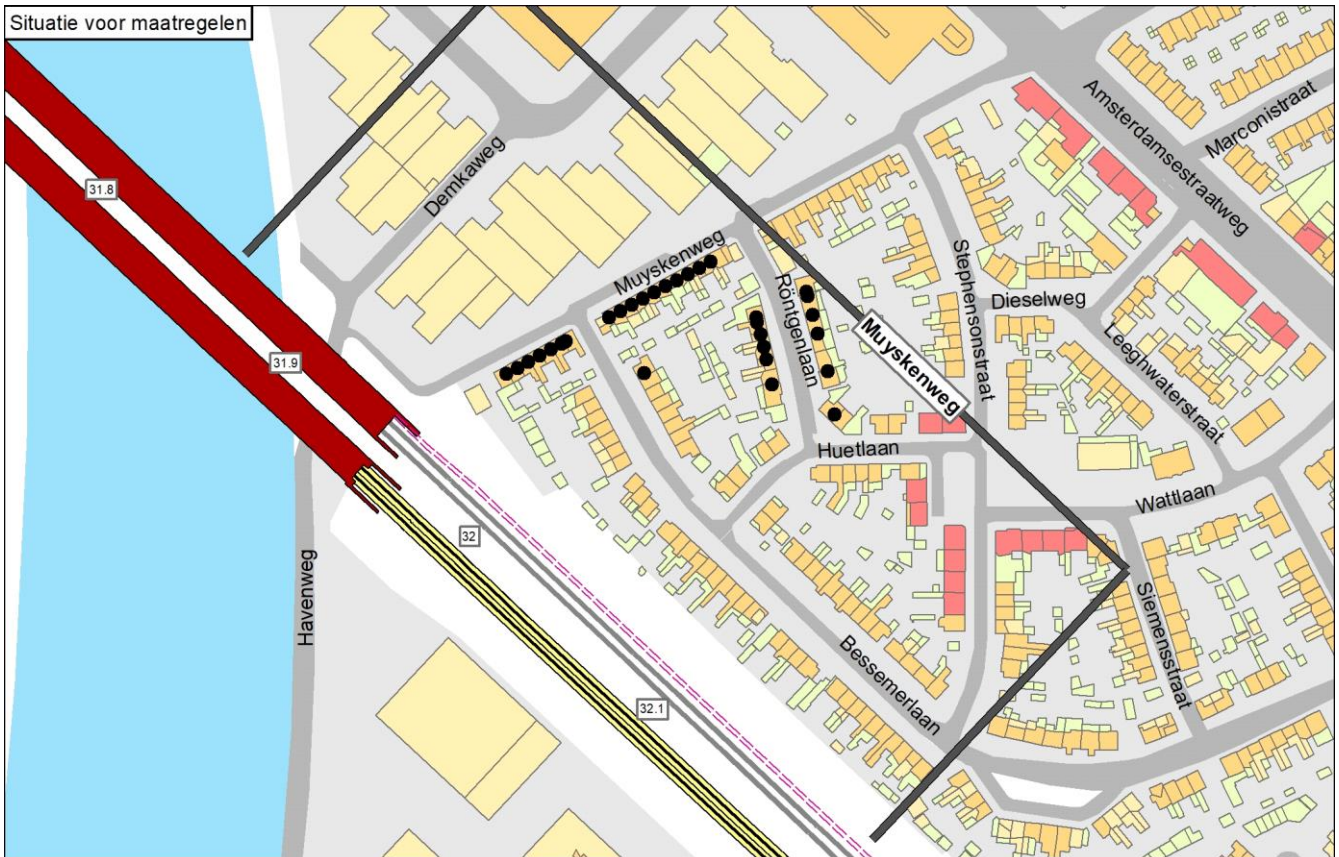 Situatie voor maatregelen
31.8
31.9
32
32.1
Demkaweg
Muyskenweg
Röntgenlaan
Stephensonstraat
Dieselweg
Amsterdamsestraatweg
Marconistraat
Leeghwaterstraat
Muyskenweg
Huetlaan
Wattlaan
Siemensstraat
Bessemerlaan
Havenweg